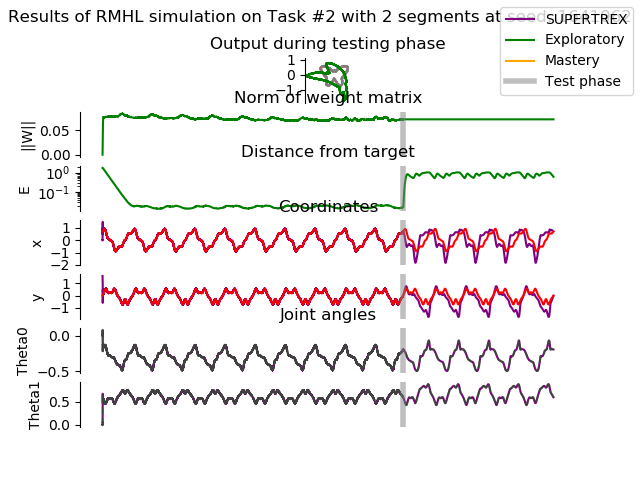 Results of RMHL simulation on Task #2 with 2 segments at seed 1641962
SUPERTREX
Exploratory
Mastery
Test phase
Output during testing phase
1
0
−1
Norm of weight matrix
||W||
0.05
0.00
Distance from target
E
10⁰
10⁻¹
Coordinates
x
1
0
−1
−2
y
1
0
−1
Joint angles
Theta0
0.0
−0.5
Theta1
0.5
0.0